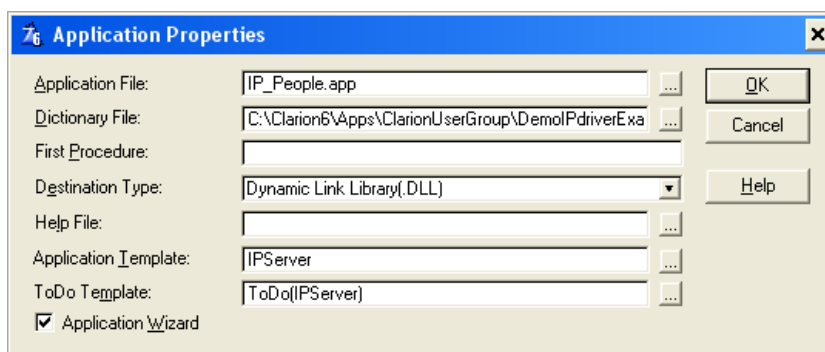 Application Properties
Application File: IP_People.app ...
Dictionary File: C:\Clarion6\Apps\ClarionUserGroup\DemoIPdriverExa ...
First Procedure:
Destination Type: Dynamic Link Library(.DLL)
Help File: ...
Application Template: IPServer ...
ToDo Template: ToDo(IPServer) ...
Application Wizard
OK
Cancel
Help